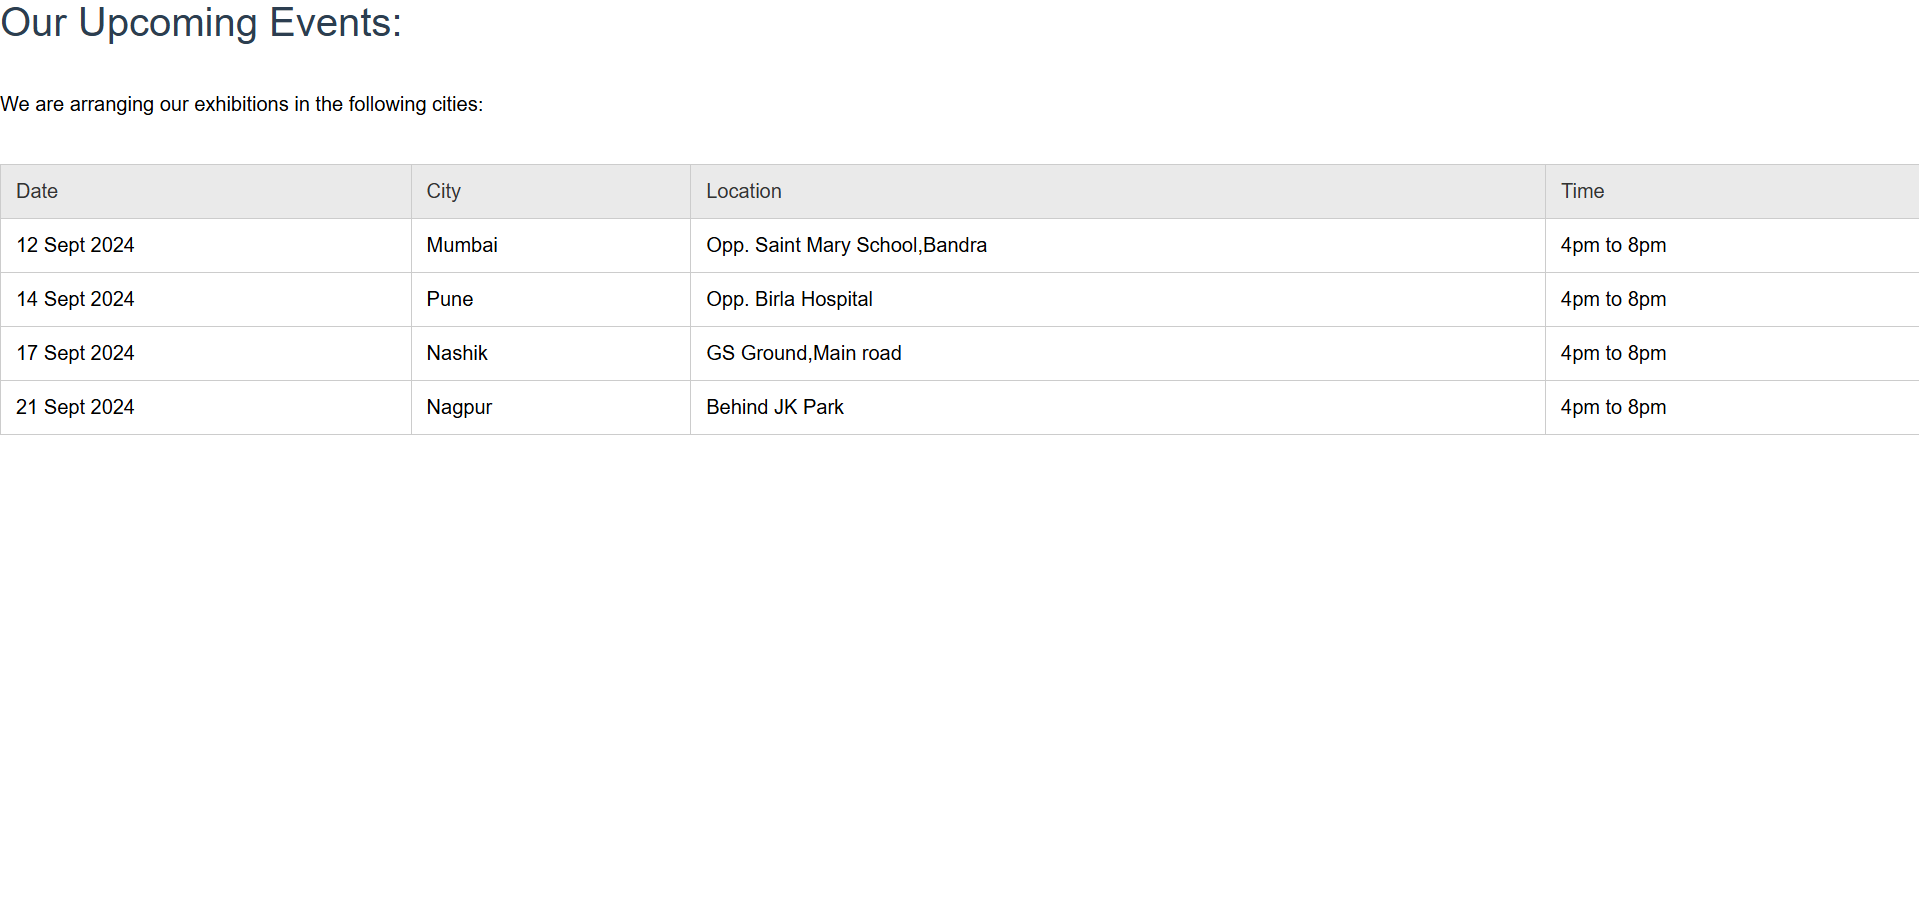 Our Upcoming Events:
We are arranging our exhibitions in the following cities:
Date City Location Time
12 Sept 2024 Mumbai Opp. Saint Mary School,Bandra 4pm to 8pm
14 Sept 2024 Pune Opp. Birla Hospital 4pm to 8pm
17 Sept 2024 Nashik GS Ground,Main road 4pm to 8pm
21 Sept 2024 Nagpur Behind JK Park 4pm to 8pm